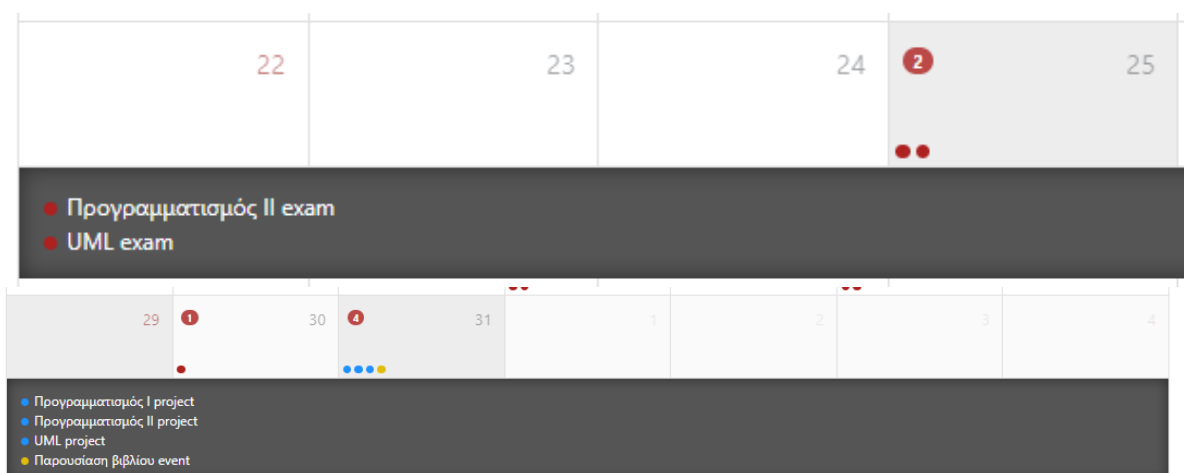 22 23 24 2 25
Προγραμματισμός II exam
UML exam
29 1 30 4 31 1 2 3 4
Προγραμματισμός I project
Προγραμματισμός II project
UML project
Παρουσίαση βιβλίου event